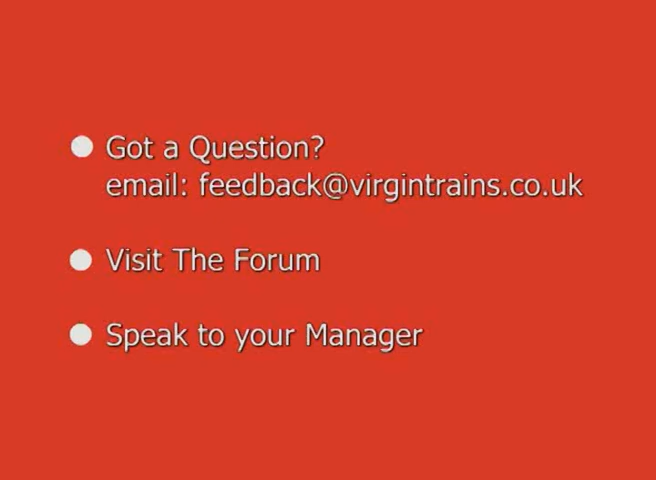 Got a Question?
email: feedback@virgintrains.co.uk
Visit The Forum
Speak to your Manager